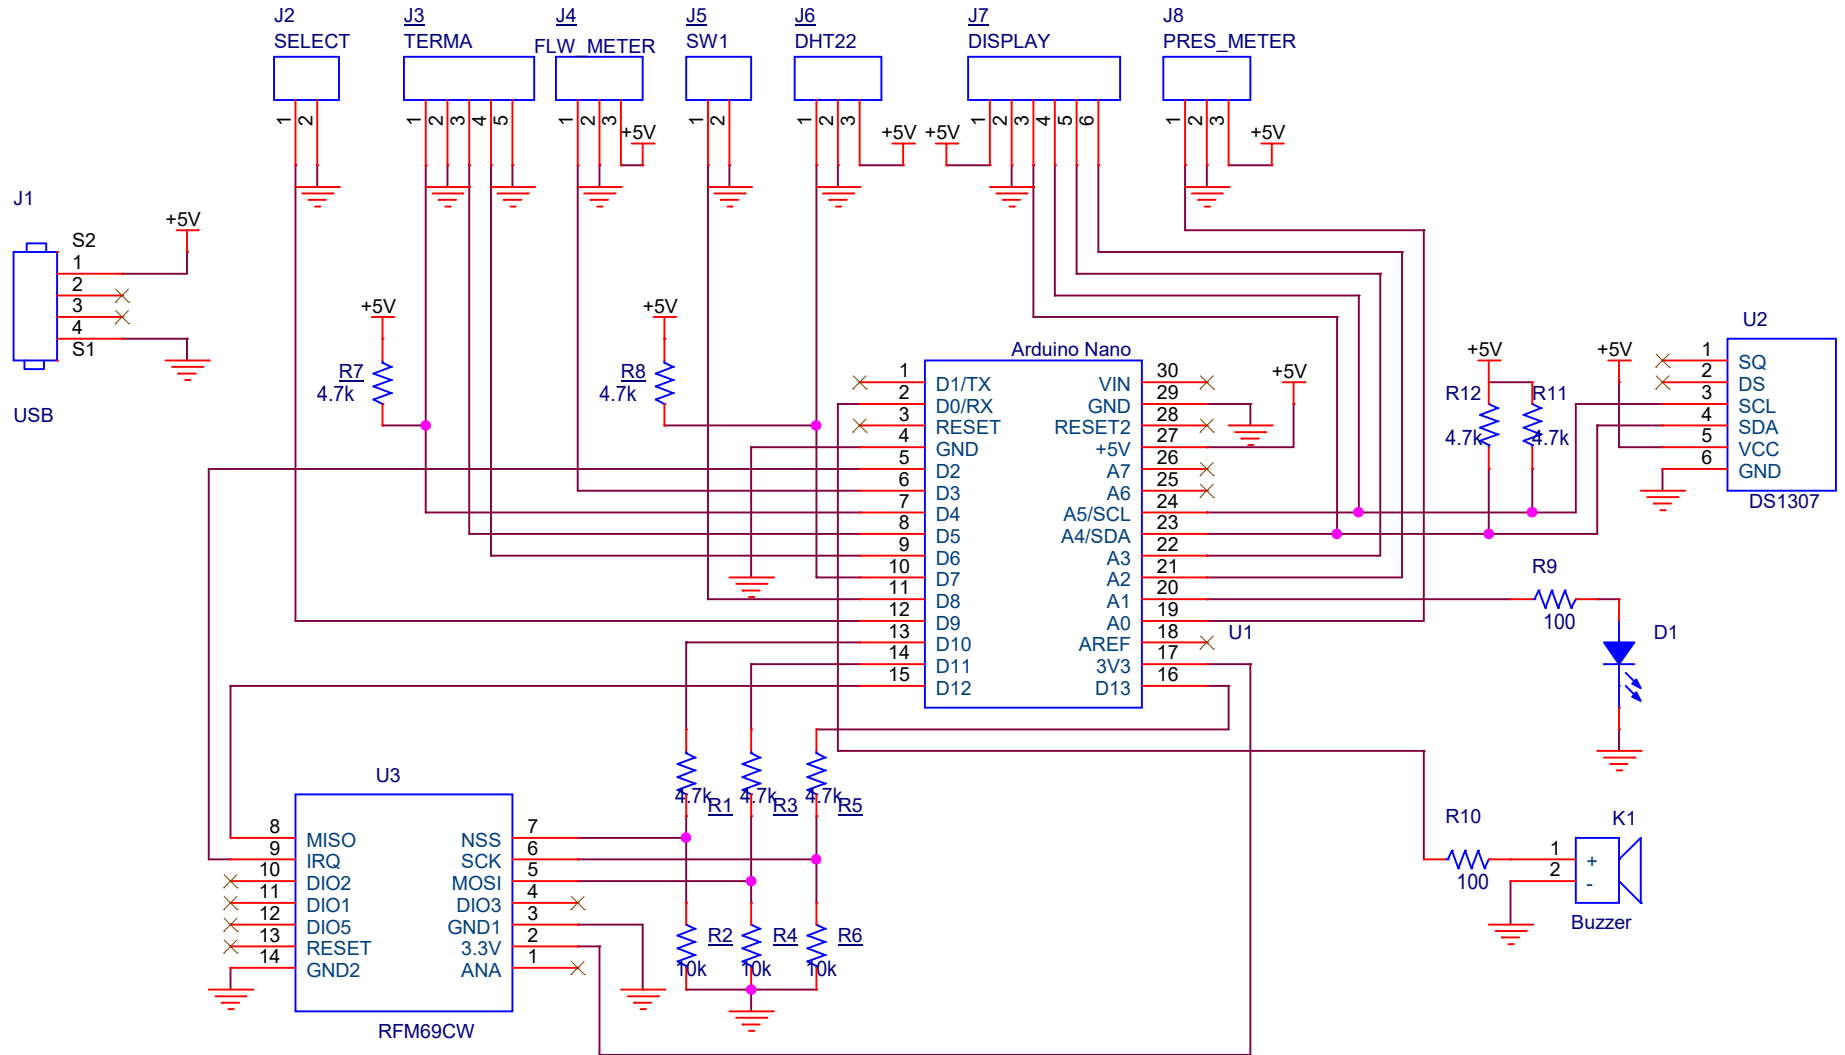 J2
SELECT
1
2
J3
TERMA
1
2
3
4
5
J4
FLW_METER
1
2
3
+5V
J5
SW1
1
2
J6
DHT22
1
2
3
+5V
J7
DISPLAY
+5V
1
2
3
4
5
6
J8
PRES_METER
1
2
3
+5V
J1
S2
1
2
3
4
S1
USB
+5V
+5V
R7
4.7k
+5V
R8
4.7k
Arduino Nano
1 D1/TX
2 D0/RX
3 RESET
4 GND
5 D2
6 D3
7 D4
8 D5
9 D6
10 D7
11 D8
12 D9
13 D10
14 D11
15 D12
VIN 30
GND 29
RESET2 28
+5V 27
A7 26
A6 25
A5/SCL 24
A4/SDA 23
A3 22
A2 21
A1 20
A0 19
AREF 18
3V3 17
D13 16
U1
+5V
+5V
R12
4.7k
R11
4.7k
+5V
U2
1 SQ
2 DS
3 SCL
4 SDA
5 VCC
6 GND
DS1307
R9
100
D1
R10
100
K1
1 +
2 -
Buzzer
4.7k
R1
4.7k
R3
4.7k
R5
R2
10k
R4
10k
R6
10k
U3
8 MISO
9 IRQ
10 DIO2
11 DIO1
12 DIO5
13 RESET
14 GND2
NSS 7
SCK 6
MOSI 5
DIO3 4
GND1 3
3.3V 2
ANA 1
RFM69CW